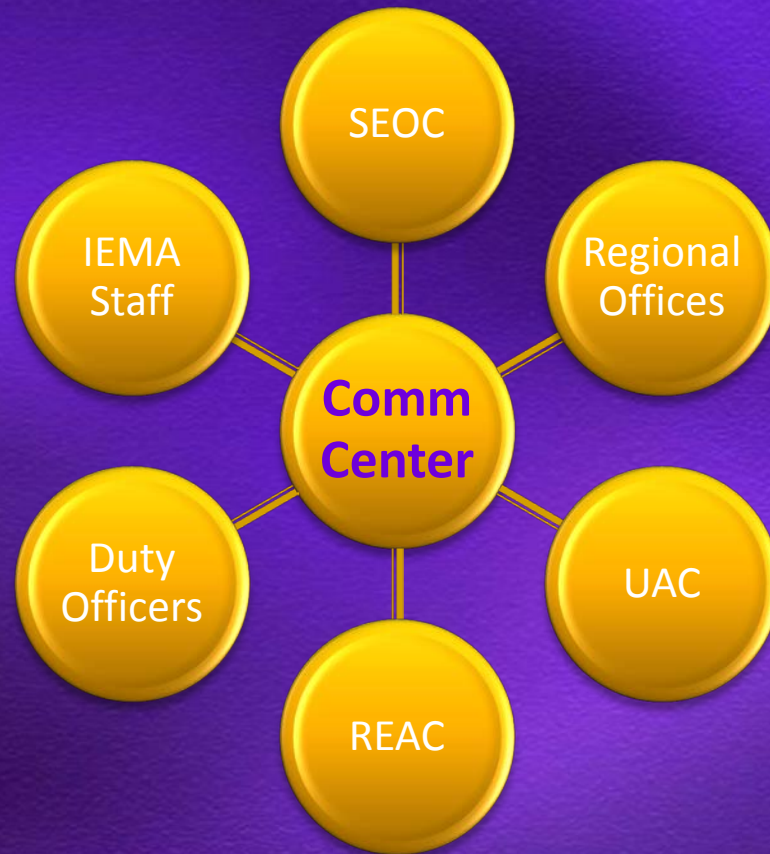 SEOC
IEMA
Staff
Regional
Offices
Comm
Center
Duty
Officers
UAC
REAC